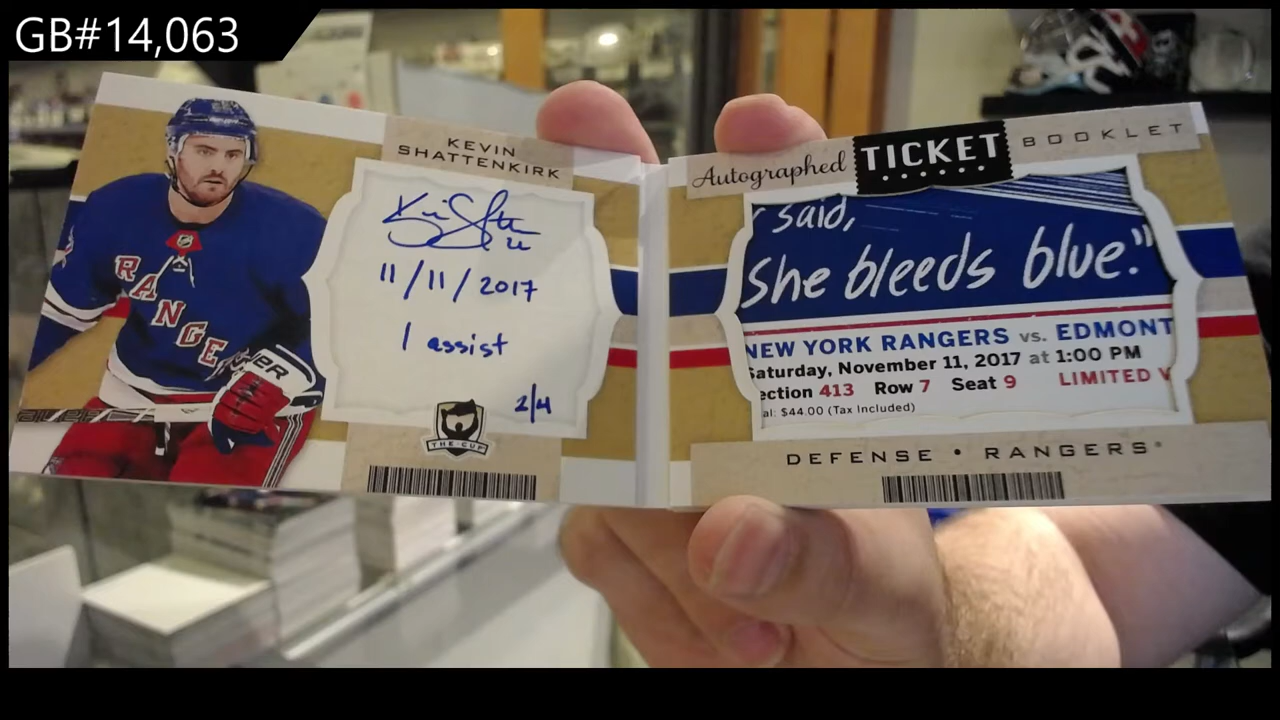 GB#14,063
KEVIN
SHATTENKIRK
22
11/11/2017
1 assist
2/4
THE CUP
RANGE
Autographed TICKET BOOKLET
r said,
She bleeds blue."
NEW YORK RANGERS vs. EDMONT
Saturday, November 11, 2017 at 1:00 PM
ection 413 Row 7 Seat 9 LIMITED V
al: $44.00 (Tax Included)
DEFENSE • RANGERS